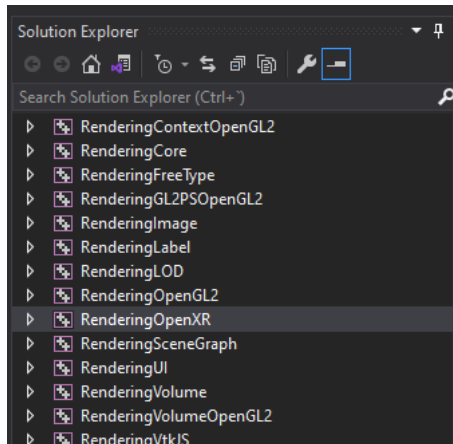 Solution Explorer
Search Solution Explorer (Ctrl+¨)
RenderingContextOpenGL2
RenderingCore
RenderingFreeType
RenderingGL2PSOpenGL2
RenderingImage
RenderingLabel
RenderingLOD
RenderingOpenGL2
RenderingOpenXR
RenderingSceneGraph
RenderingUI
RenderingVolume
RenderingVolumeOpenGL2
RenderingVtkJS